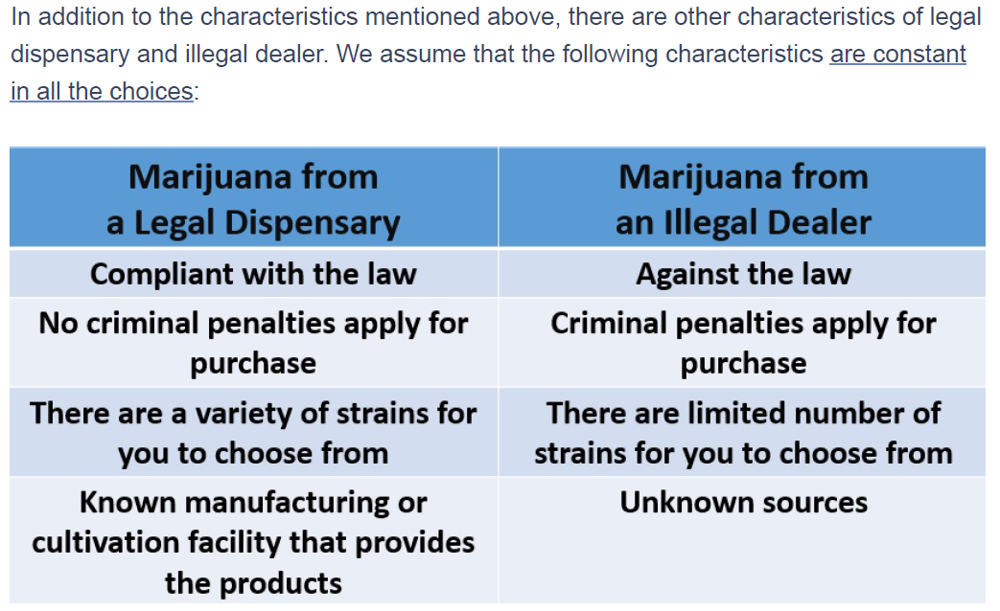 In addition to the characteristics mentioned above, there are other characteristics of legal
dispensary and illegal dealer. We assume that the following characteristics are constant
in all the choices:
Marijuana from
a Legal Dispensary
Marijuana from
an Illegal Dealer
Compliant with the law
Against the law
No criminal penalties apply for
purchase
Criminal penalties apply for
purchase
There are a variety of strains for
you to choose from
There are limited number of
strains for you to choose from
Known manufacturing or
cultivation facility that provides
the products
Unknown sources